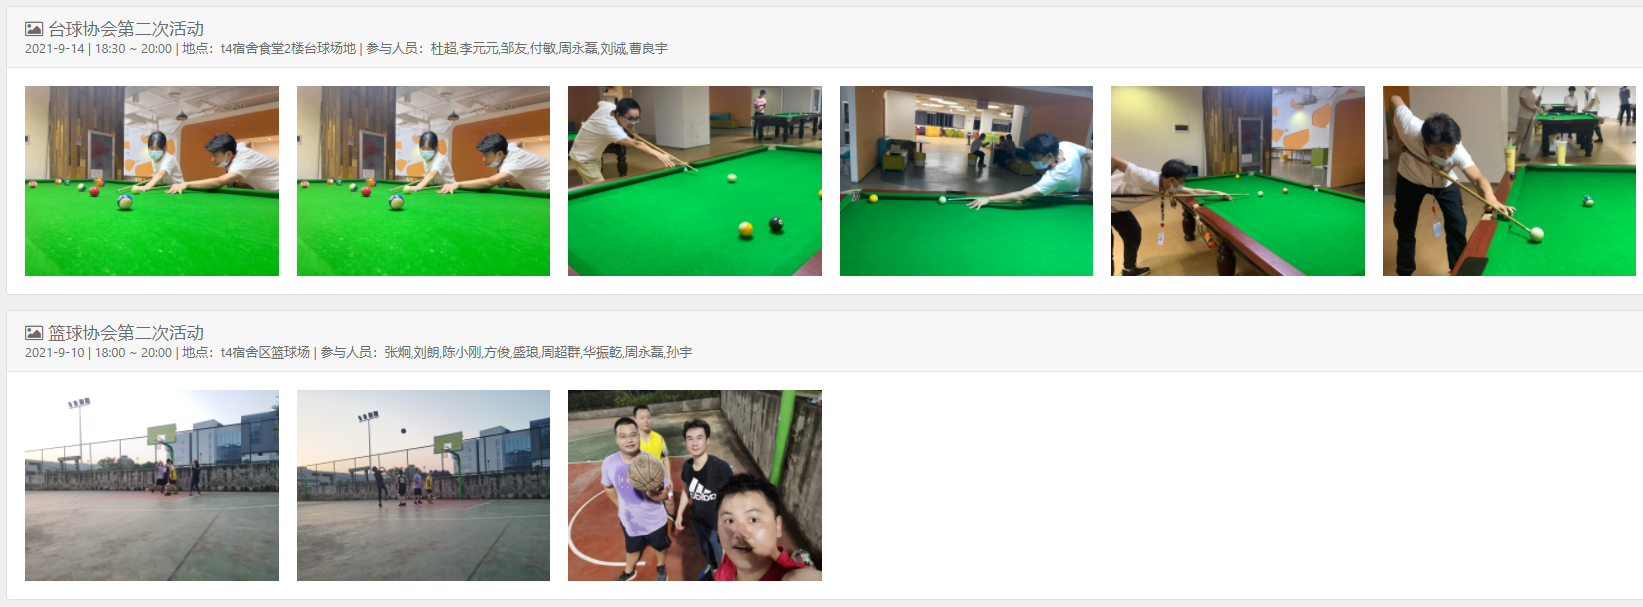 台球协会第二次活动
2021-9-14 | 18:30 ~ 20:00 | 地点：t4宿舍食堂2楼台球场地 | 参与人员：杜超,李元元,邹友,付敏,周永磊,刘诚,曹良宇
篮球协会第二次活动
2021-9-10 | 18:00 ~ 20:00 | 地点：t4宿舍区篮球场 | 参与人员：张炯,刘朗,陈小刚,方俊,盛琅,周超群,华振乾,周永磊,孙宇
adidas